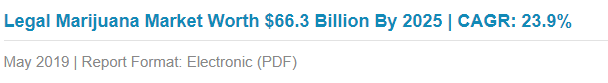 Legal Marijuana Market Worth $66.3 Billion By 2025 | CAGR: 23.9%
May 2019 | Report Format: Electronic (PDF)